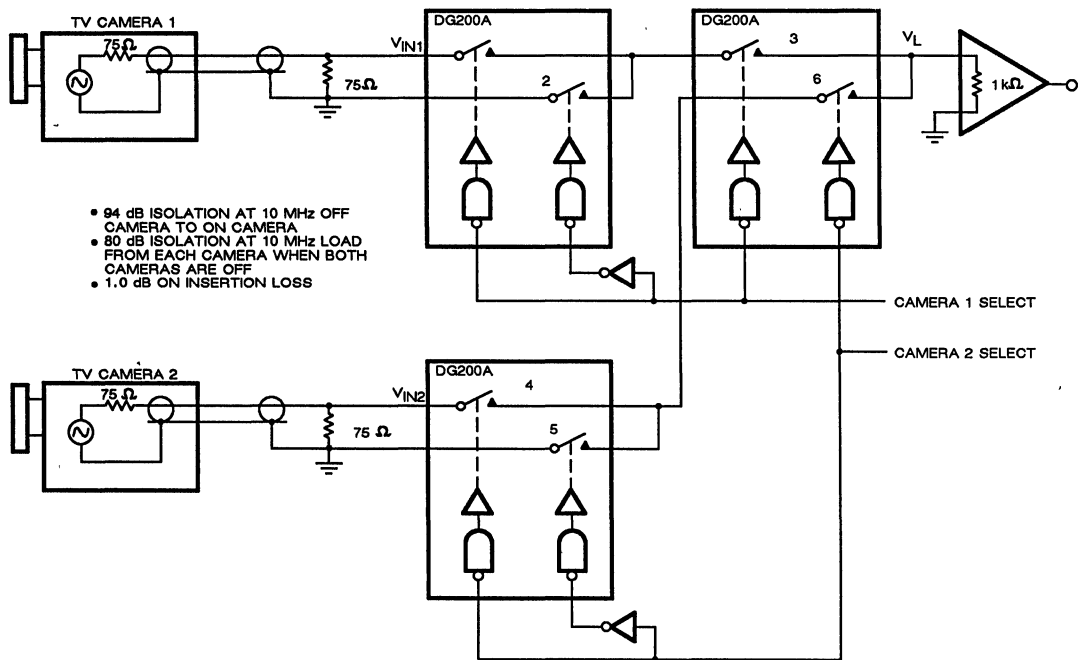 TV CAMERA 1
75Ω
75Ω
V_IN1
DG200A
2
DG200A
3
6
V_L
1 kΩ
• 94 dB ISOLATION AT 10 MHz OFF
CAMERA TO ON CAMERA
• 80 dB ISOLATION AT 10 MHz LOAD
FROM EACH CAMERA WHEN BOTH
CAMERAS ARE OFF
• 1.0 dB ON INSERTION LOSS
CAMERA 1 SELECT
CAMERA 2 SELECT
TV CAMERA 2
75 Ω
75 Ω
V_IN2
DG200A
4
5